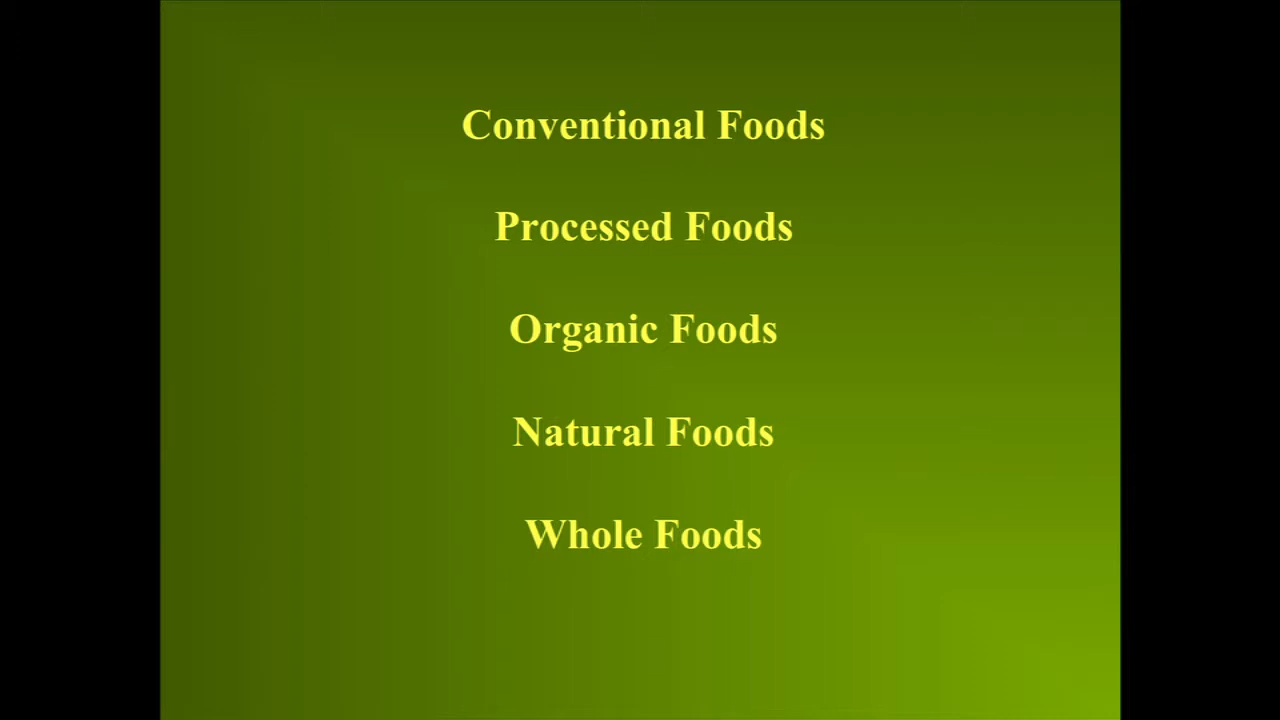 Conventional Foods
Processed Foods
Organic Foods
Natural Foods
Whole Foods